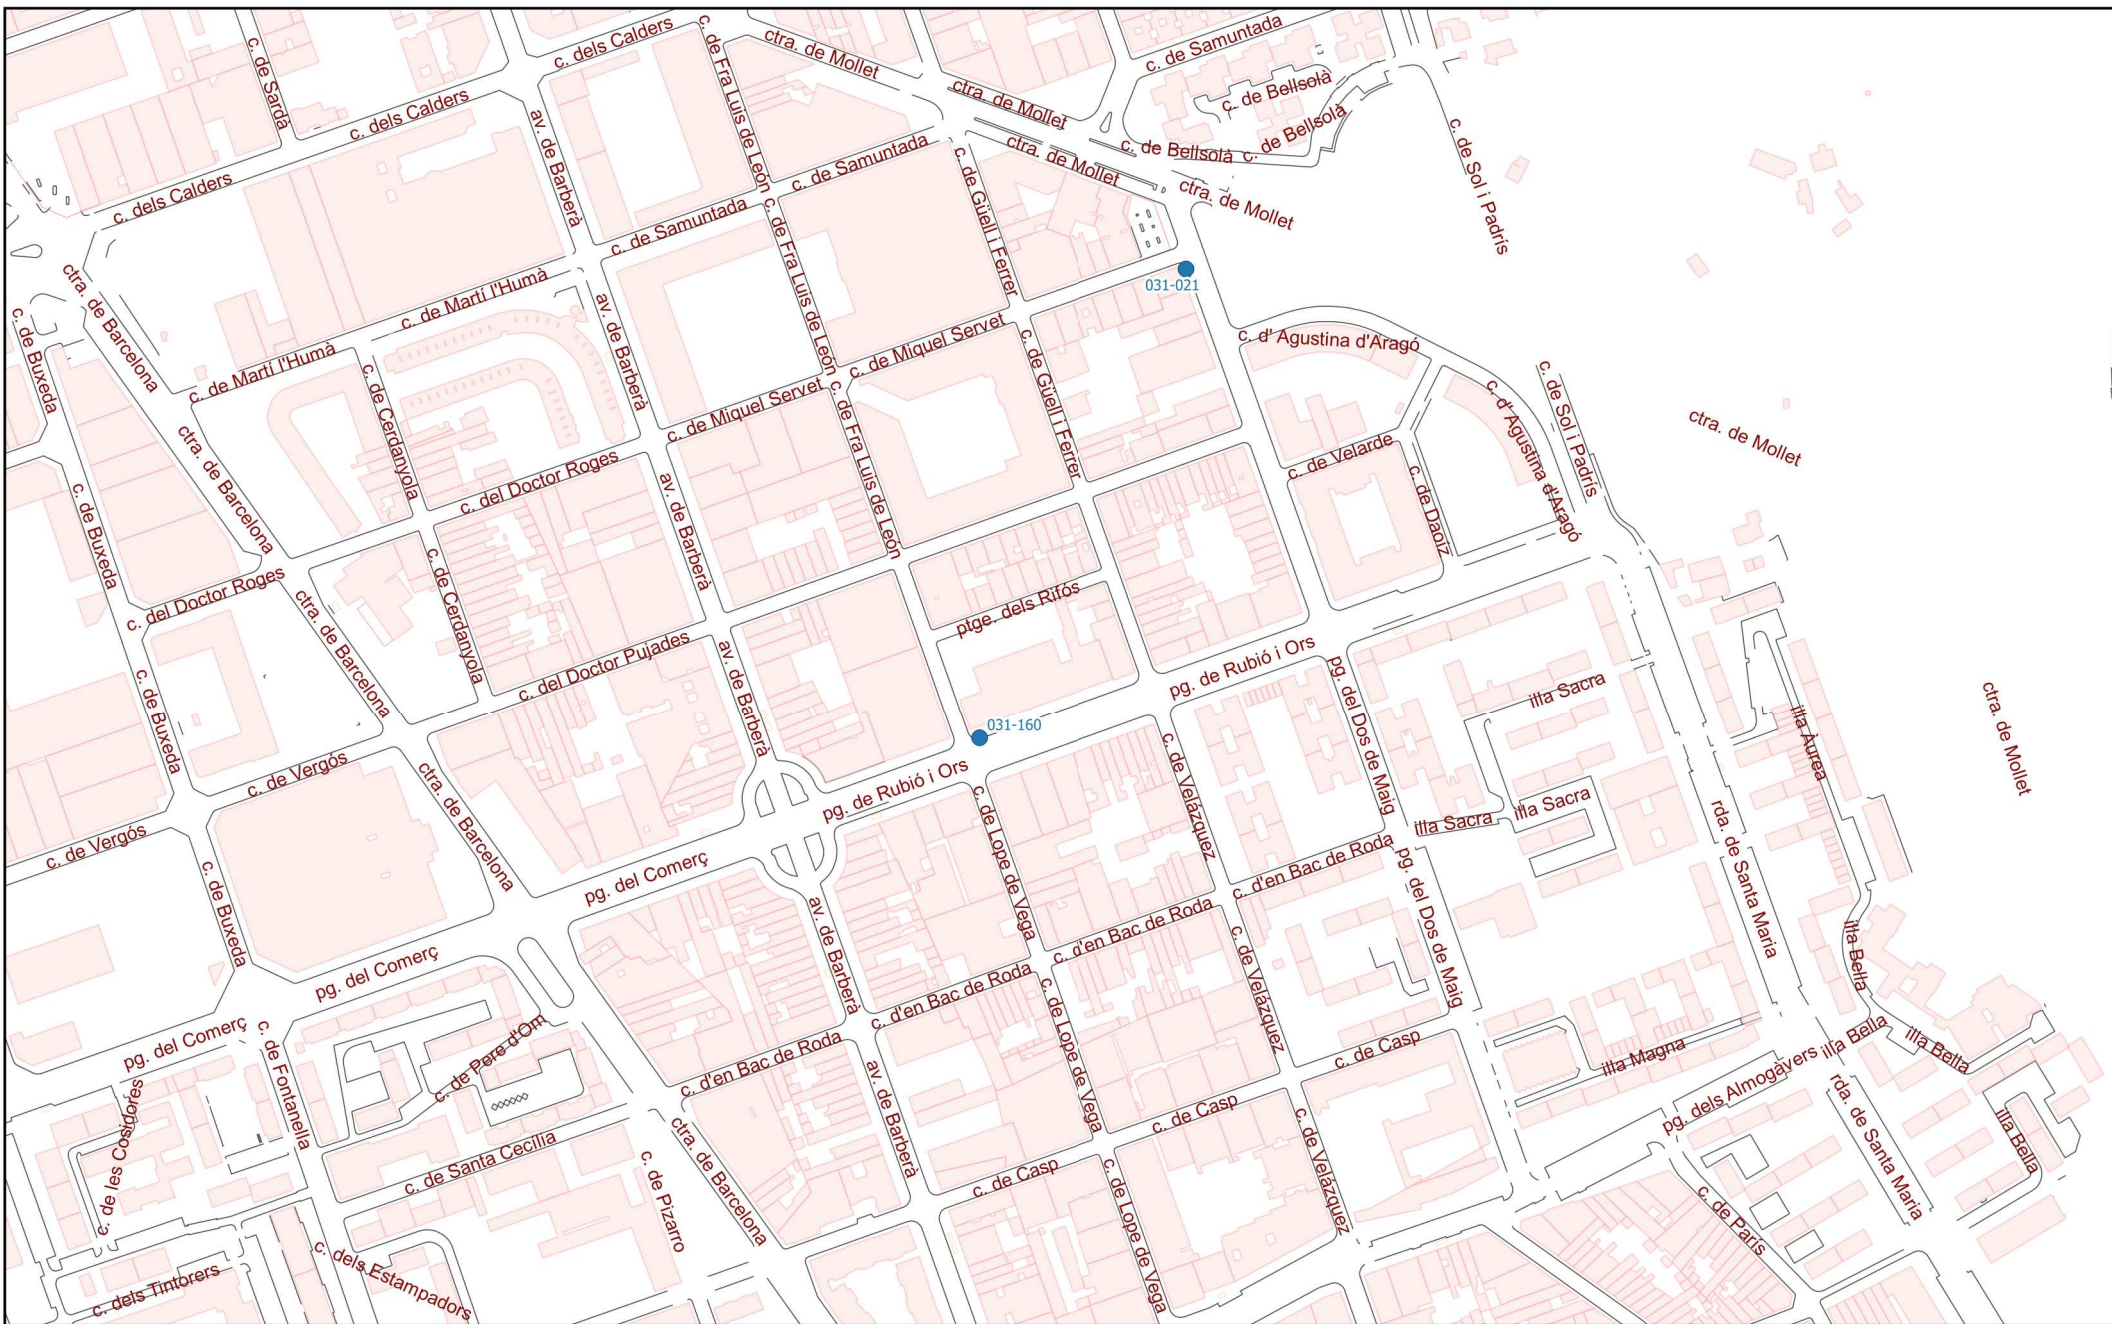 c. dels Calders
c. de Fra Luis de León
ctra. de Mollet
c. de Samuntada
c. de Sardà
c. dels Calders
av. de Barberà
ctra. de Mollet
c. de Bellsolà
c. de Bellsolà
c. de Bellsolà
ctra. de Mollet
c. de Samuntada
c. de Güell i Ferrer
c. de Sol i Padrís
ctra. de Mollet
c. dels Calders
c. de Samuntada
c. de Fra Luis de León
ctra. de Barcelona
c. de Martí l'Humà
031-021
av. de Barberà
c. de Buxeda
c. de Martí l'Humà
c. de Miquel Servet
c. de Güell i Ferrer
c. d' Agustina d'Aragó
c. de Cerdanyola
c. de Miquel Servet
c. de Fra Luis de León
c. de Sol i Padrís
c. d' Agustina d'Aragó
ctra. de Mollet
ctra. de Barcelona
c. del Doctor Roges
av. de Barberà
c. de Velarde
c. de Daoiz
c. de Buxeda
c. del Doctor Roges
c. de Cerdanyola
ctra. de Barcelona
ptge. dels Rifós
c. del Doctor Pujades
av. de Barberà
pg. de Rubió i Ors
pg. del Dos de Maig
illa Sacra
c. de Buxeda
031-160
illa Àurea
ctra. de Mollet
c. de Vergós
ctra. de Barcelona
pg. de Rubió i Ors
c. de Velázquez
c. de Lope de Vega
illa Sacra
illa Sacra
rda. de Santa Maria
c. de Vergós
pg. del Comerç
c. d'en Bac de Roda
pg. del Dos de Maig
c. de Buxeda
av. de Barberà
c. d'en Bac de Roda
c. de Velázquez
illa Bella
pg. del Comerç
c. d'en Bac de Roda
c. de Lope de Vega
pg. del Comerç
c. de Fontanella
c. de Pere d'Om
c. d'en Bac de Roda
av. de Barberà
c. de Casp
illa Magna
illa Bella
illa Bella
pg. dels Almogàvers
c. de les Cosidores
c. de Casp
c. de Velázquez
rda. de Santa Maria
illa Bella
c. de Santa Cecília
c. de Pizarro
ctra. de Barcelona
c. de Casp
c. de Lope de Vega
c. de París
c. dels Tintorers
c. dels Estampadors